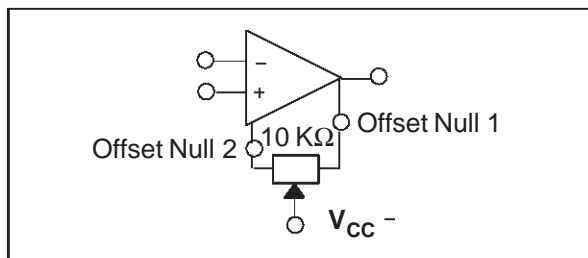 −
+
10 KΩ
Offset Null 1
Offset Null 2
VCC −